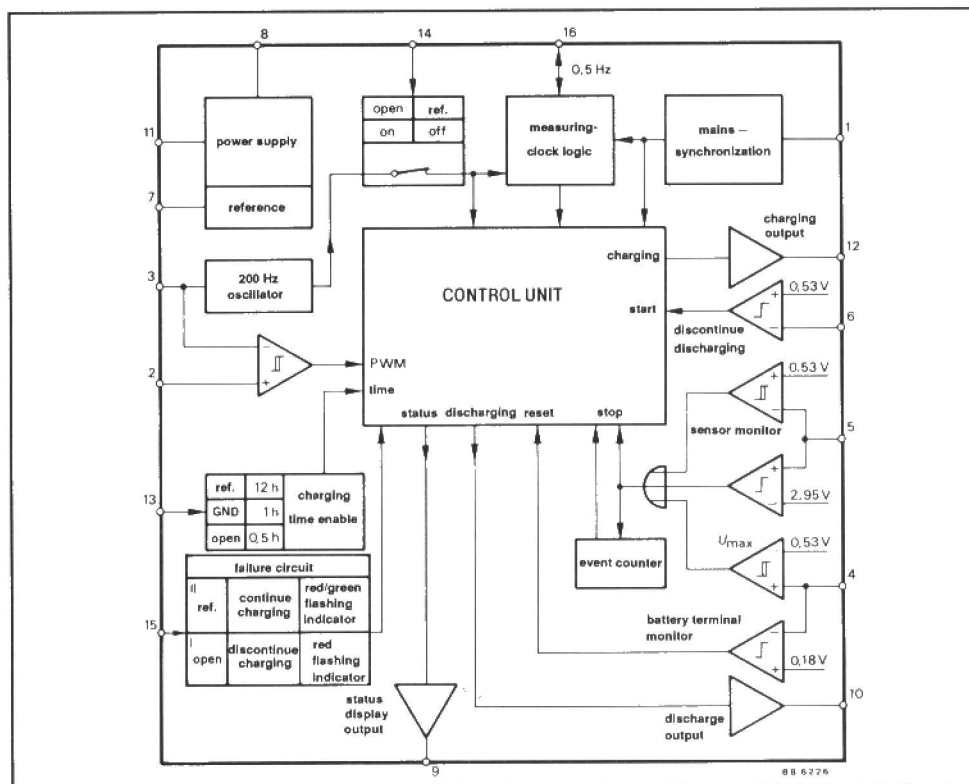 8
14
16
0,5 Hz
open ref.
on off
measuring-
clock logic
mains –
synchronization
1
11
power supply
7
reference
charging
output
12
charging
3
200 Hz
oscillator
CONTROL UNIT
0,53 V
+
start
–
6
discontinue
discharging
–
PWM
2
+
time
0.53 V
+
–
status discharging reset stop
sensor monitor
5
+
–
2,95 V
13
ref. 12 h
GND 1 h
open 0,5 h
charging
time enable
Umax
0,53 V
–
+
4
event counter
failure circuit
II
ref.
continue
charging
red/green
flashing
indicator
15
I
open
discontinue
charging
red
flashing
indicator
battery terminal
monitor
–
+
0,18 V
status
display
output
discharge
output
10
9
BB 6226